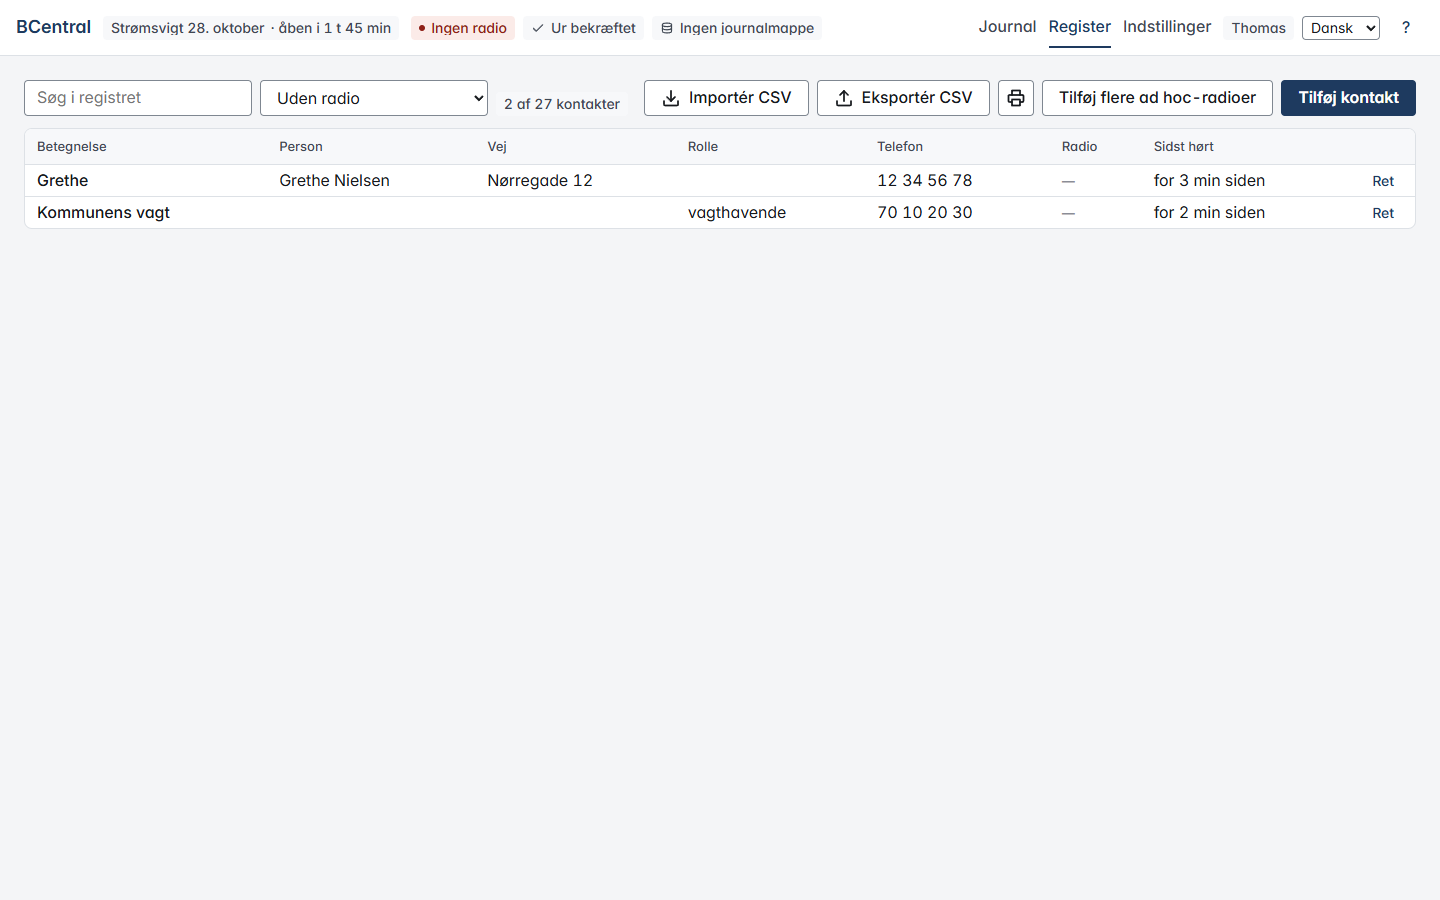 BCentral Strømsvigt 28. oktober · åben i 1 t 45 min Ingen radio Ur bekræftet Ingen journalmappe Journal Register Indstillinger Thomas Dansk ?
Søg i registret Uden radio 2 af 27 kontakter Importér CSV Eksportér CSV Tilføj flere ad hoc-radioer Tilføj kontakt
Betegnelse Person Vej Rolle Telefon Radio Sidst hørt
Grethe Grethe Nielsen Nørregade 12 12 34 56 78 — for 3 min siden Ret
Kommunens vagt vagthavende 70 10 20 30 — for 2 min siden Ret